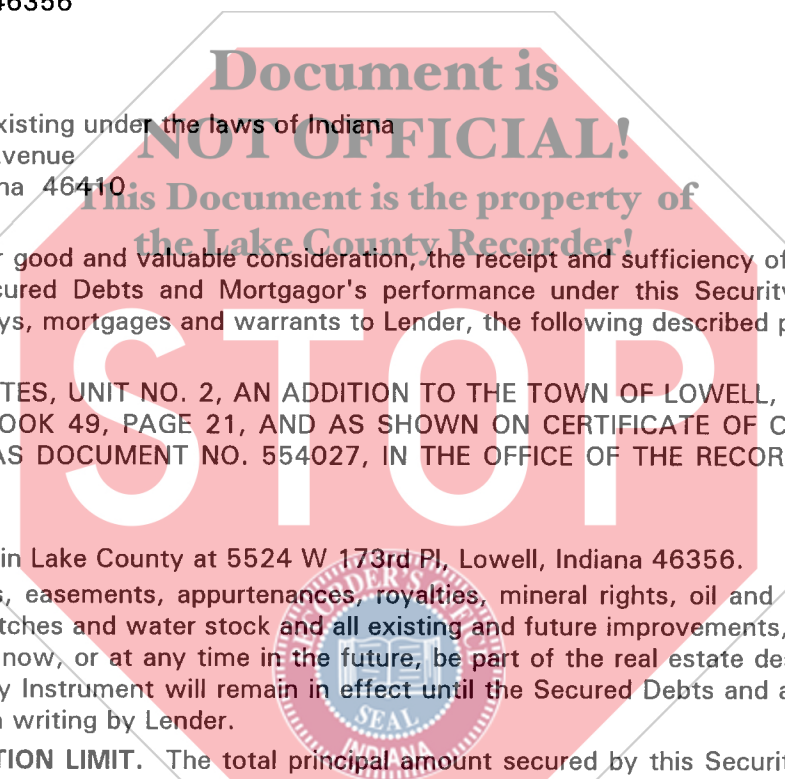 46356
Document is
xisting under the laws of Indiana
NOT OFFICIAL!
venue
na 46410
This Document is the property of
the Lake County Recorder!
r good and valuable consideration, the receipt and sufficiency of
cured Debts and Mortgagor's performance under this Security
ys, mortgages and warrants to Lender, the following described p
STOP
TES, UNIT NO. 2, AN ADDITION TO THE TOWN OF LOWELL,
OOK 49, PAGE 21, AND AS SHOWN ON CERTIFICATE OF C
AS DOCUMENT NO. 554027, IN THE OFFICE OF THE RECOR
in Lake County at 5524 W 173rd Pl, Lowell, Indiana 46356.
s, easements, appurtenances, royalties, mineral rights, oil and
tches and water stock and all existing and future improvements,
now, or at any time in the future, be part of the real estate de
y Instrument will remain in effect until the Secured Debts and a
n writing by Lender.
TION LIMIT. The total principal amount secured by this Securit
RECORDER'S OFFICE
SEAL
INDIANA